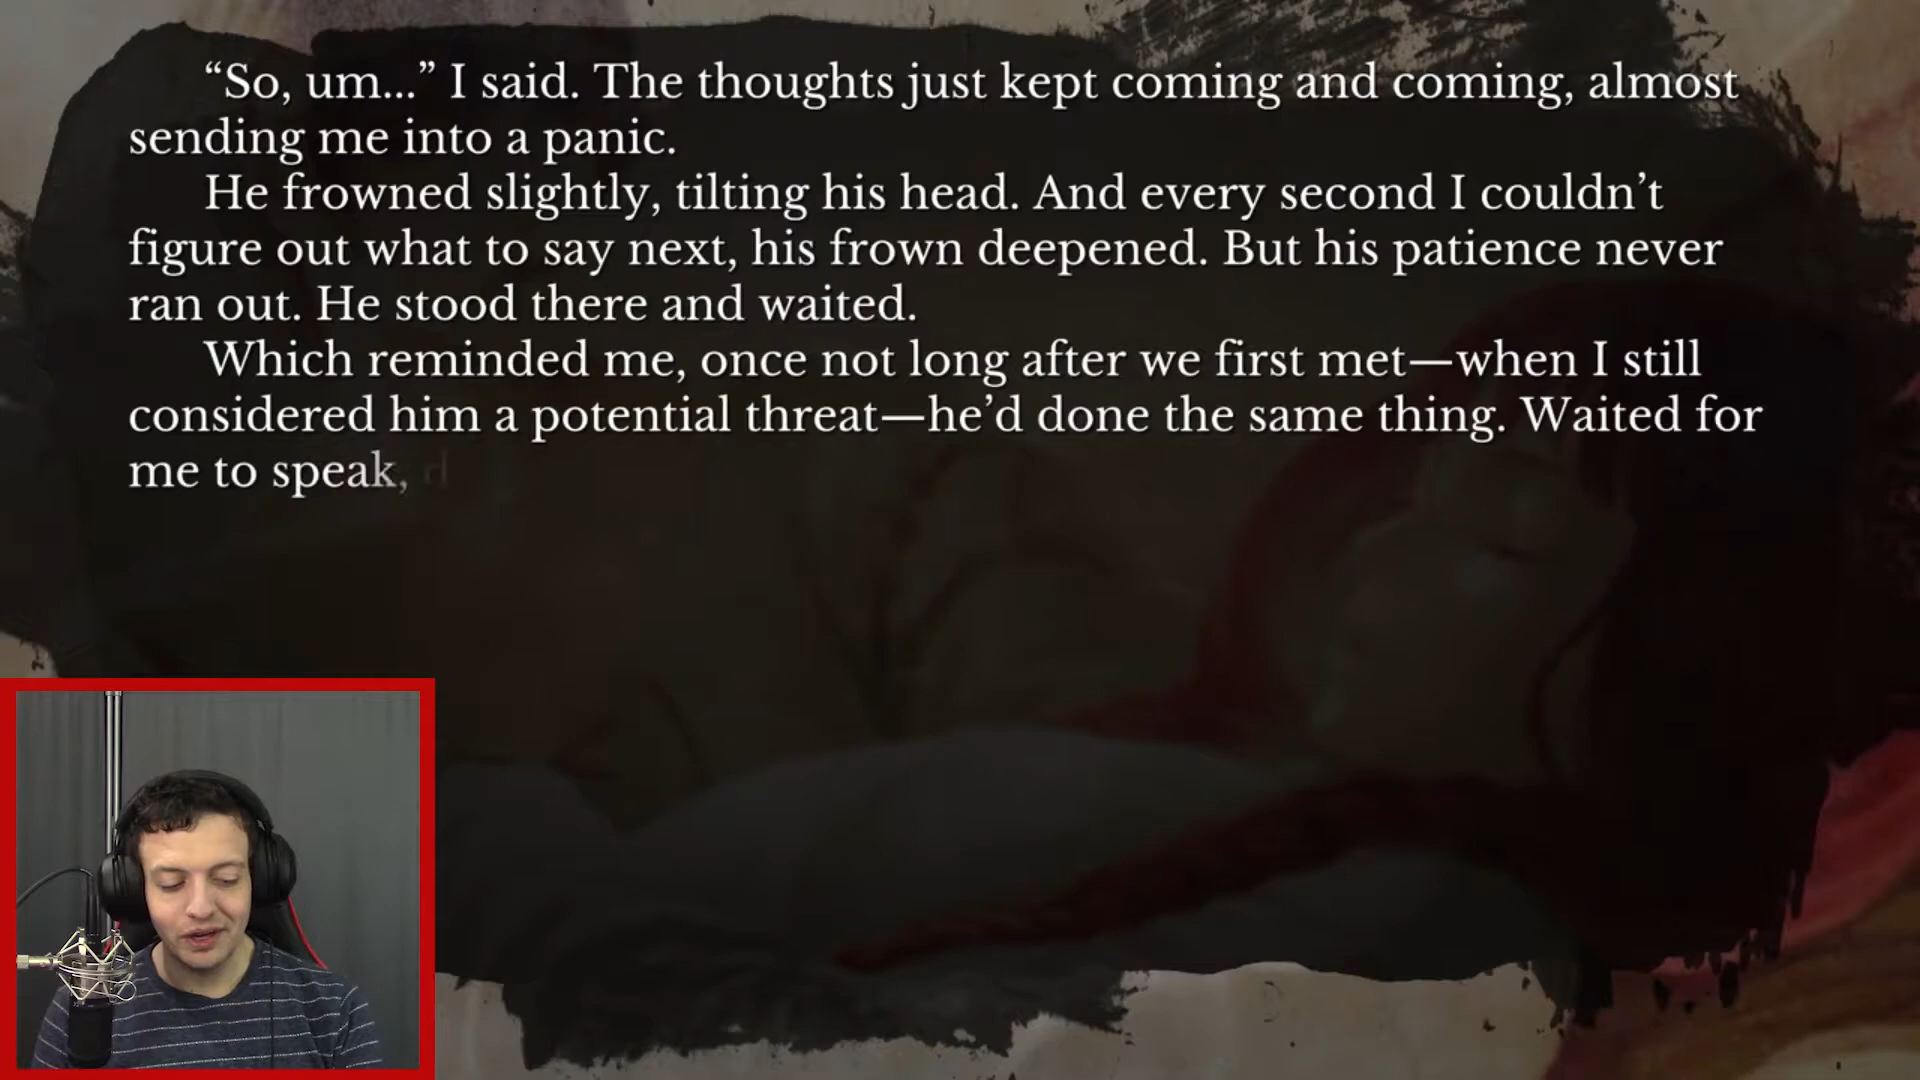 “So, um...” I said. The thoughts just kept coming and coming, almost
sending me into a panic.
He frowned slightly, tilting his head. And every second I couldn’t
figure out what to say next, his frown deepened. But his patience never
ran out. He stood there and waited.
Which reminded me, once not long after we first met—when I still
considered him a potential threat—he’d done the same thing. Waited for
me to speak,